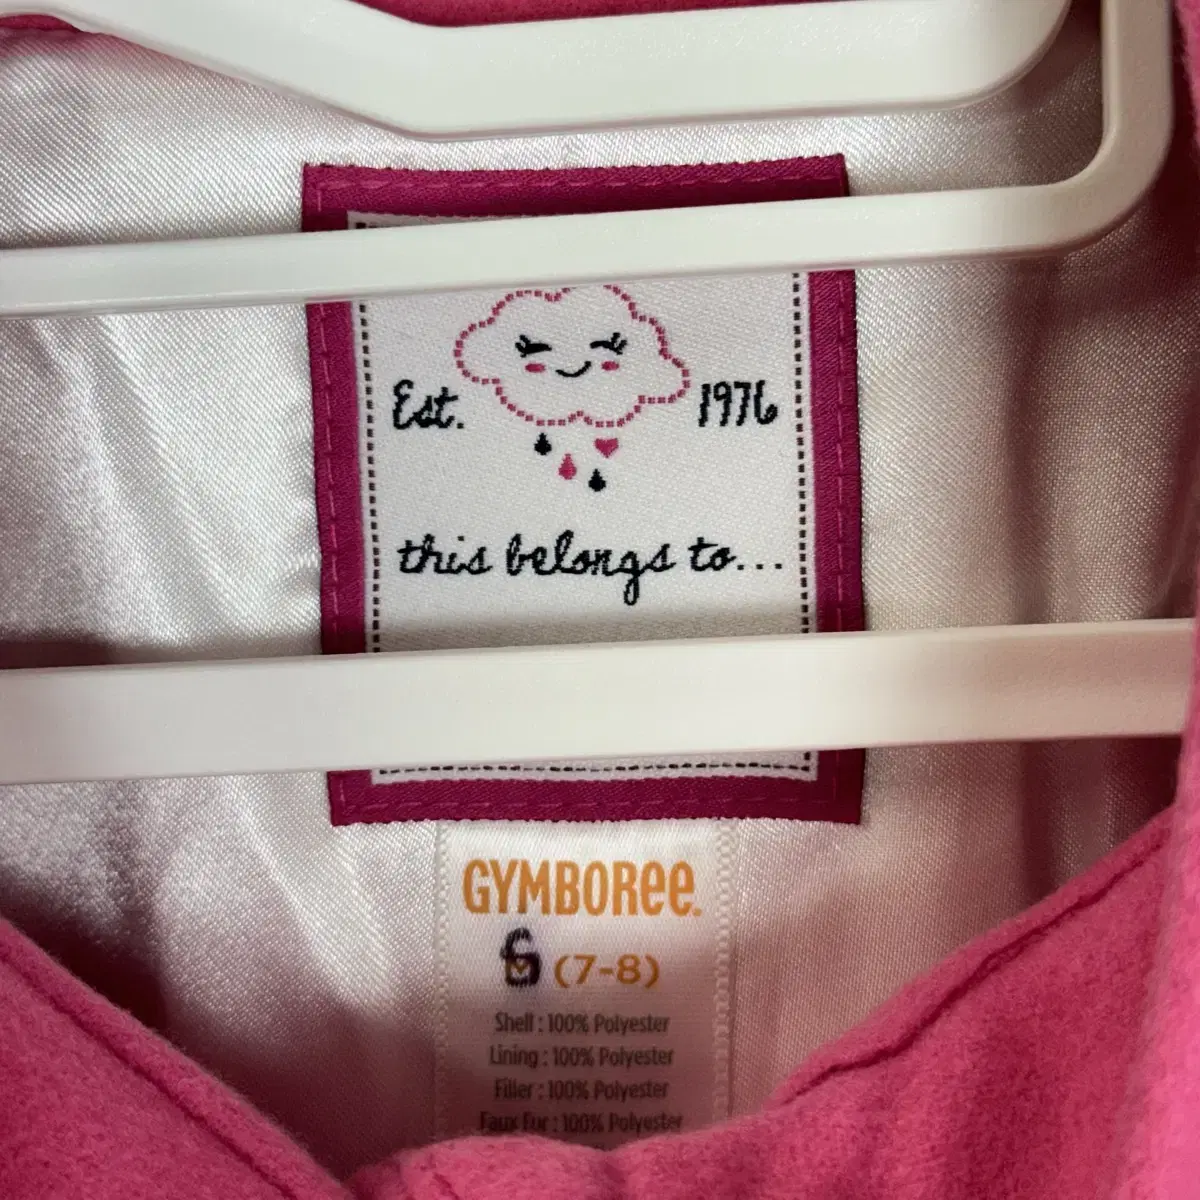 Est. 1976
this belongs to...
GYMBOREE.
(7-8)
Shell : 100% Polyester
Lining : 100% Polyester
Filler : 100% Polyester
Faux Fur : 100% Polyester